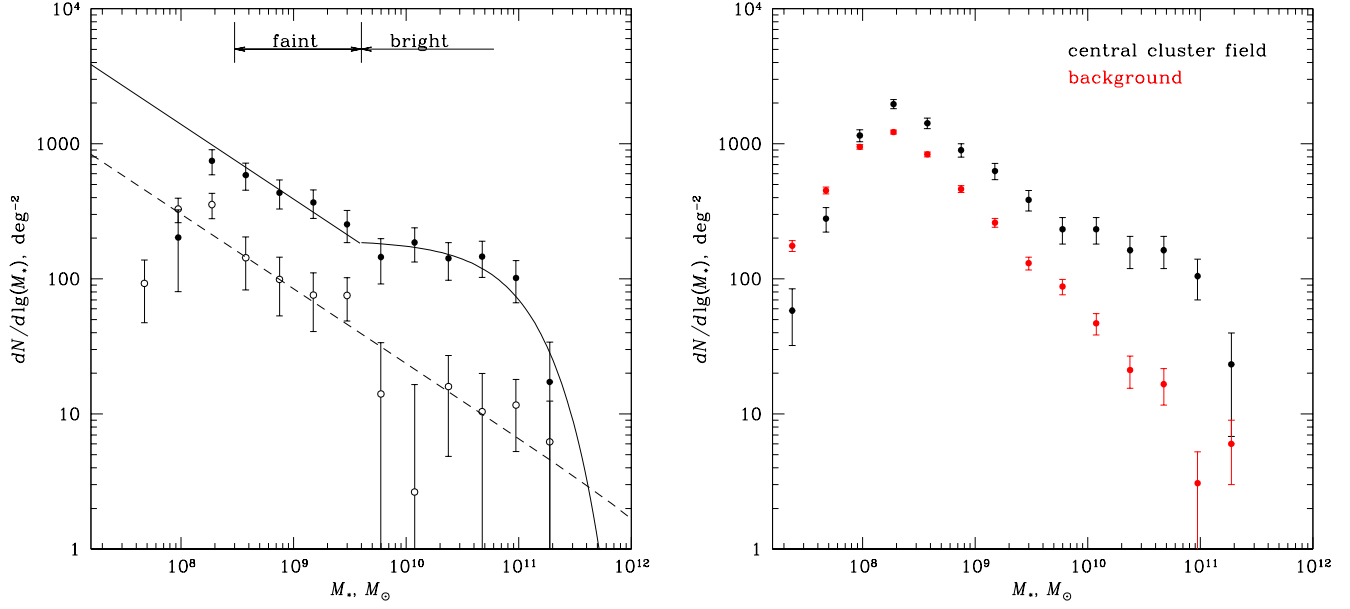 faint bright
10⁴
1000
100
10
1
dN/dlg(M*), deg⁻²
10⁸ 10⁹ 10¹⁰ 10¹¹ 10¹²
M*, M☉
central cluster field
background
10⁴
1000
100
10
1
dN/dlg(M*), deg⁻²
10⁸ 10⁹ 10¹⁰ 10¹¹ 10¹²
M*, M☉